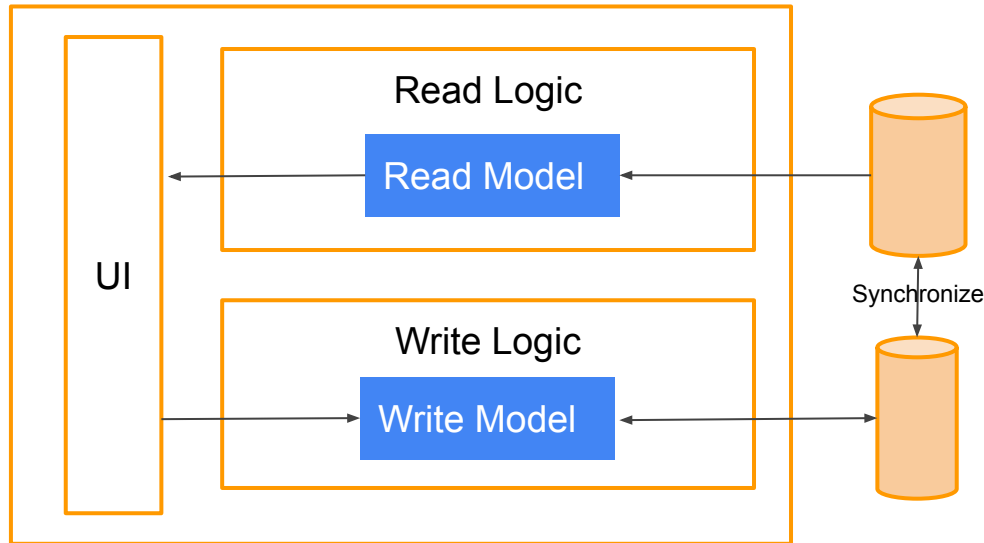 Read Logic
Read Model
UI
Synchronize
Write Logic
Write Model